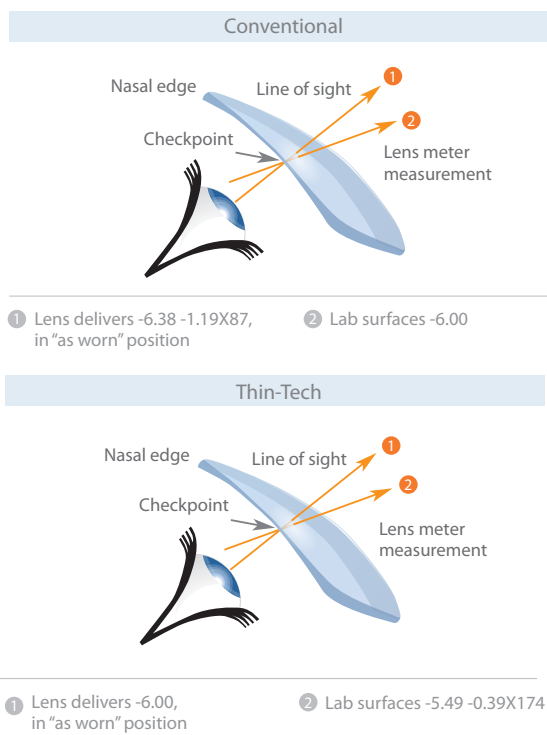 Conventional
1
Nasal edge
Line of sight
2
Checkpoint
Lens meter
measurement
1 Lens delivers -6.38 -1.19X87,
in “as worn” position
2 Lab surfaces -6.00
Thin-Tech
1
Nasal edge
Line of sight
2
Checkpoint
Lens meter
measurement
1 Lens delivers -6.00,
in “as worn” position
2 Lab surfaces -5.49 -0.39X174